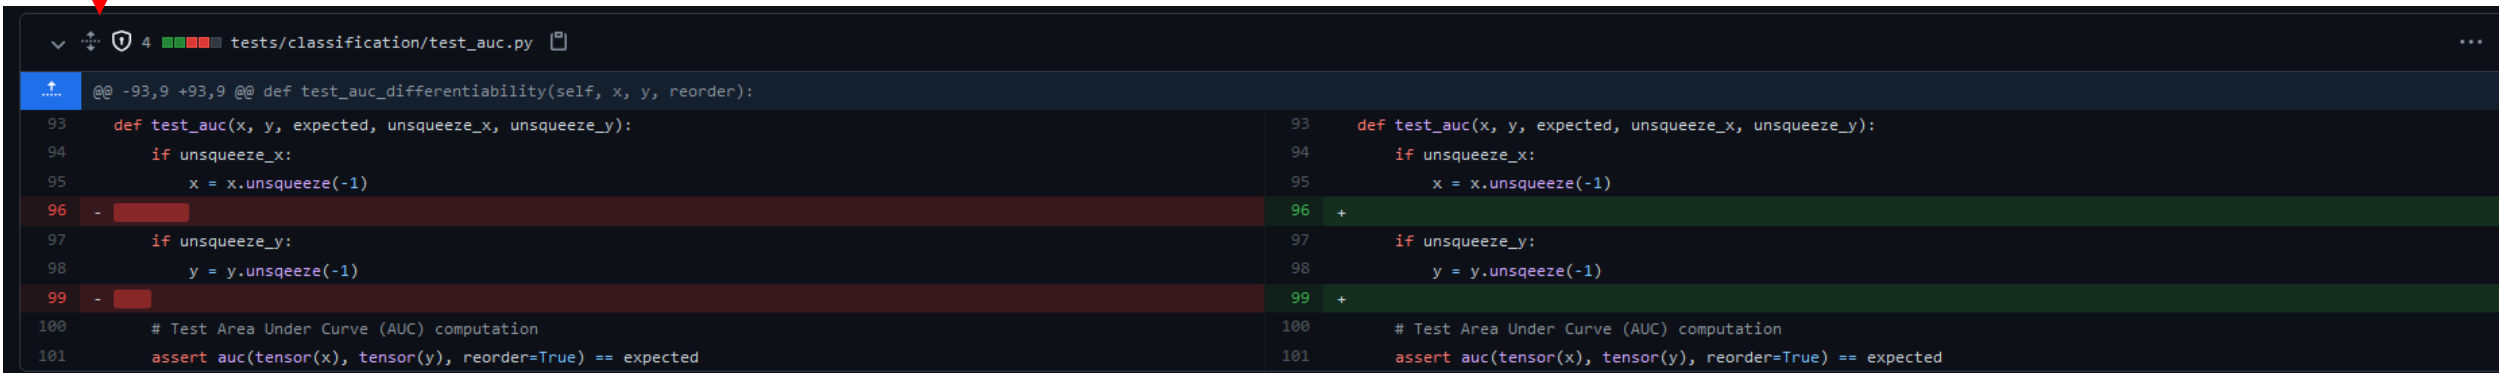 4 tests/classification/test_auc.py
@@ -93,9 +93,9 @@ def test_auc_differentiability(self, x, y, reorder):
93 def test_auc(x, y, expected, unsqueeze_x, unsqueeze_y):
94 if unsqueeze_x:
95 x = x.unsqueeze(-1)
96 -
97 if unsqueeze_y:
98 y = y.unsqeeze(-1)
99 -
100 # Test Area Under Curve (AUC) computation
101 assert auc(tensor(x), tensor(y), reorder=True) == expected
93 def test_auc(x, y, expected, unsqueeze_x, unsqueeze_y):
94 if unsqueeze_x:
95 x = x.unsqueeze(-1)
96 +
97 if unsqueeze_y:
98 y = y.unsqeeze(-1)
99 +
100 # Test Area Under Curve (AUC) computation
101 assert auc(tensor(x), tensor(y), reorder=True) == expected